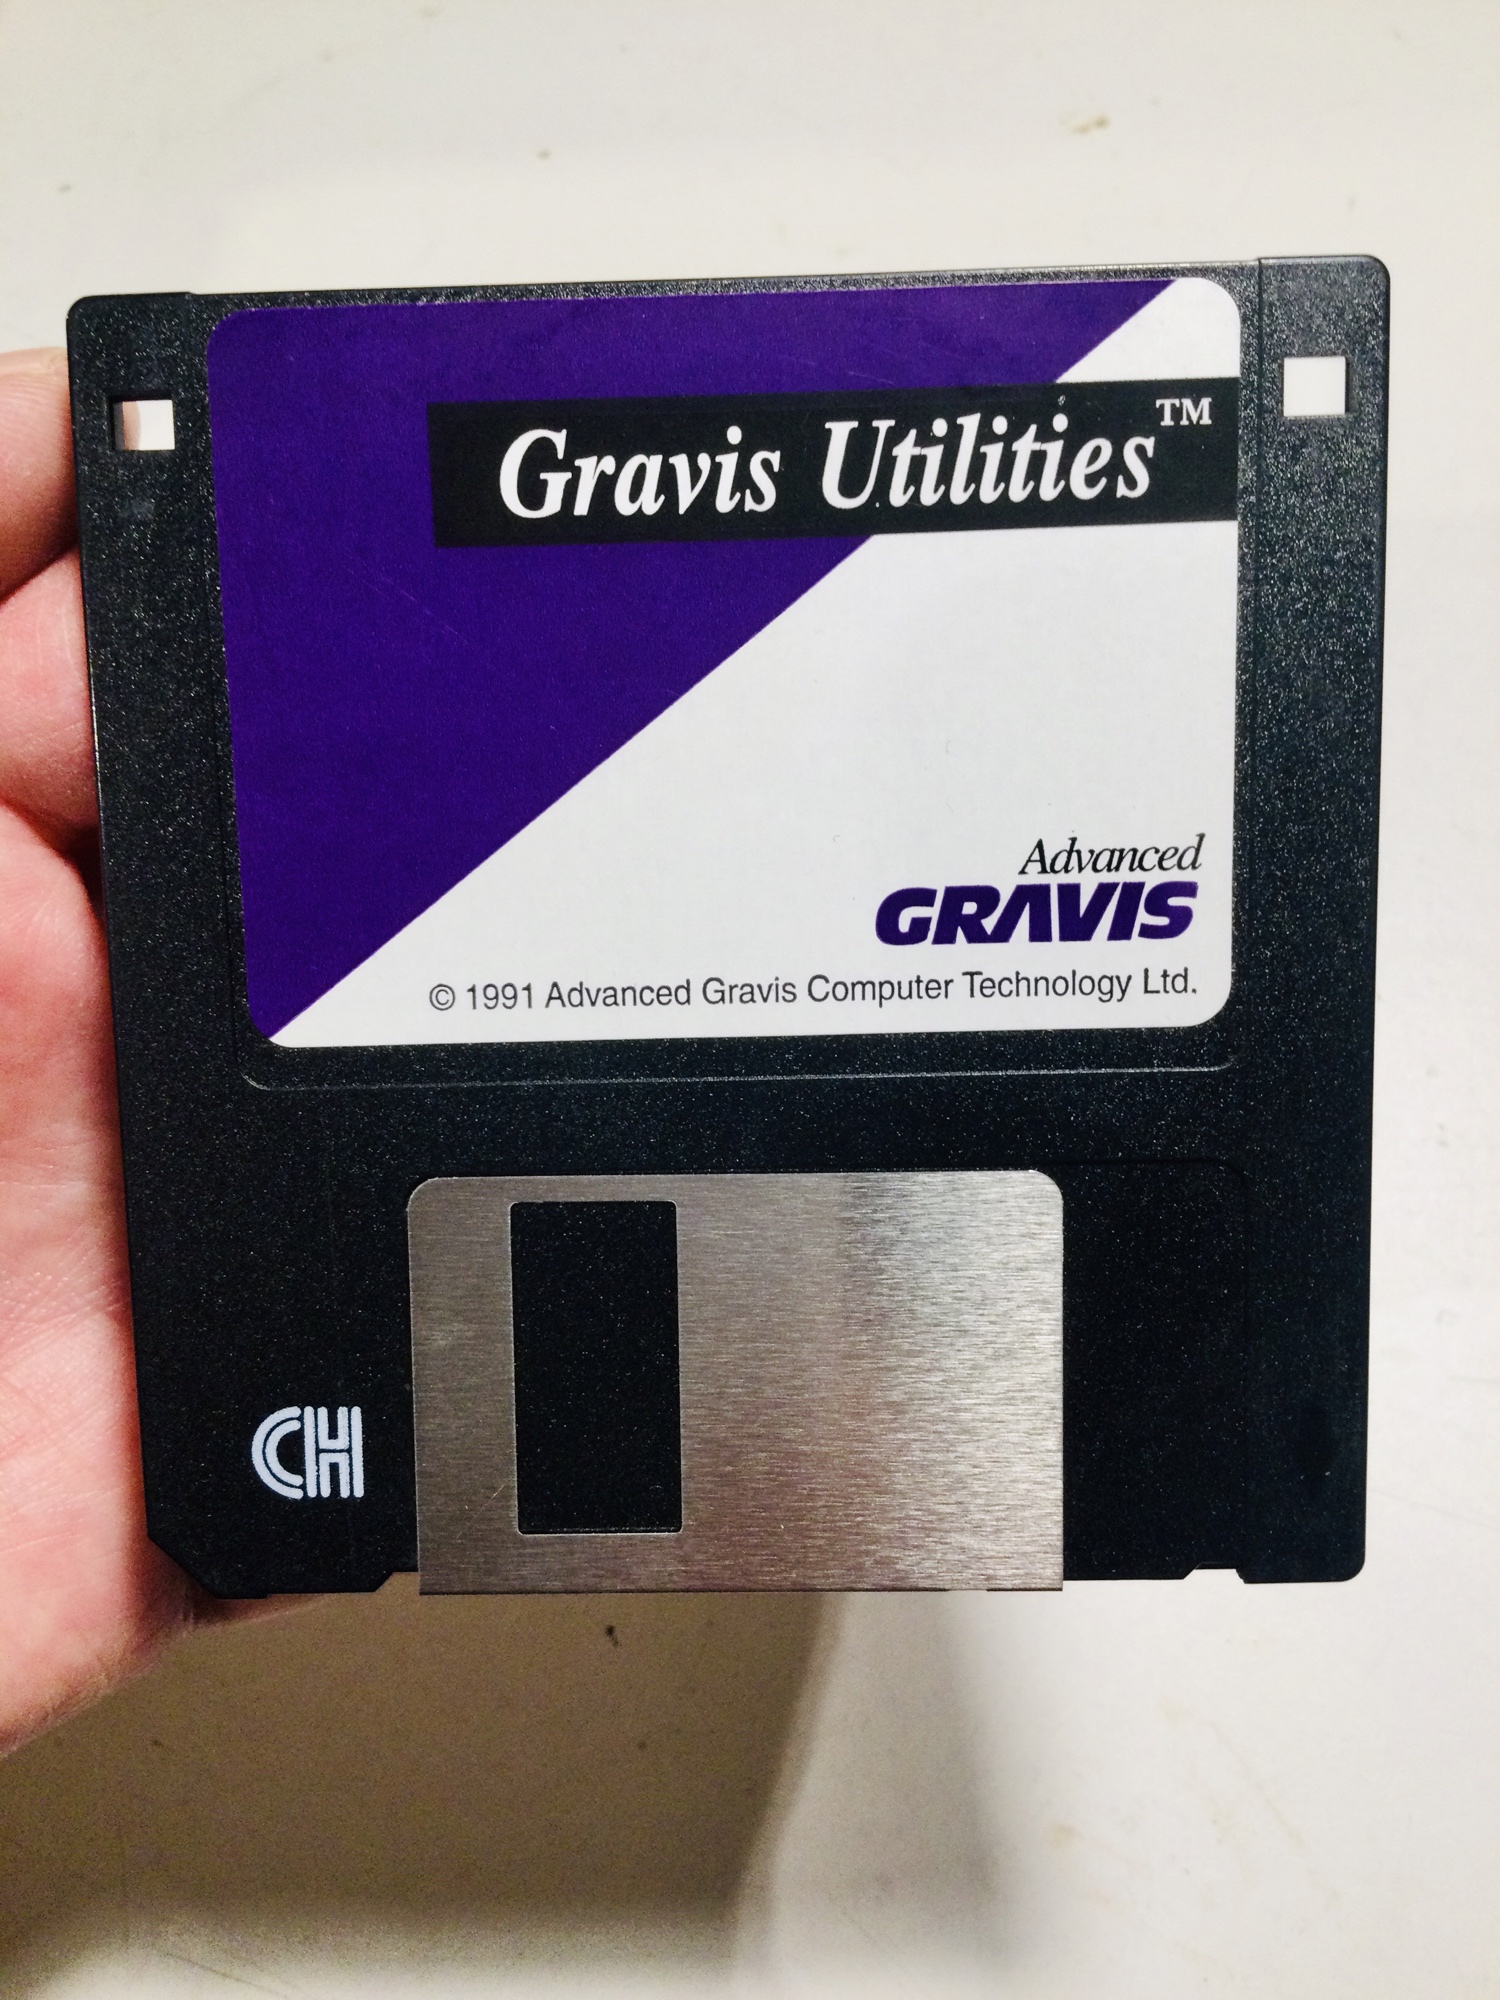 Gravis Utilities™
Advanced
GRAVIS
© 1991 Advanced Gravis Computer Technology Ltd.
CH